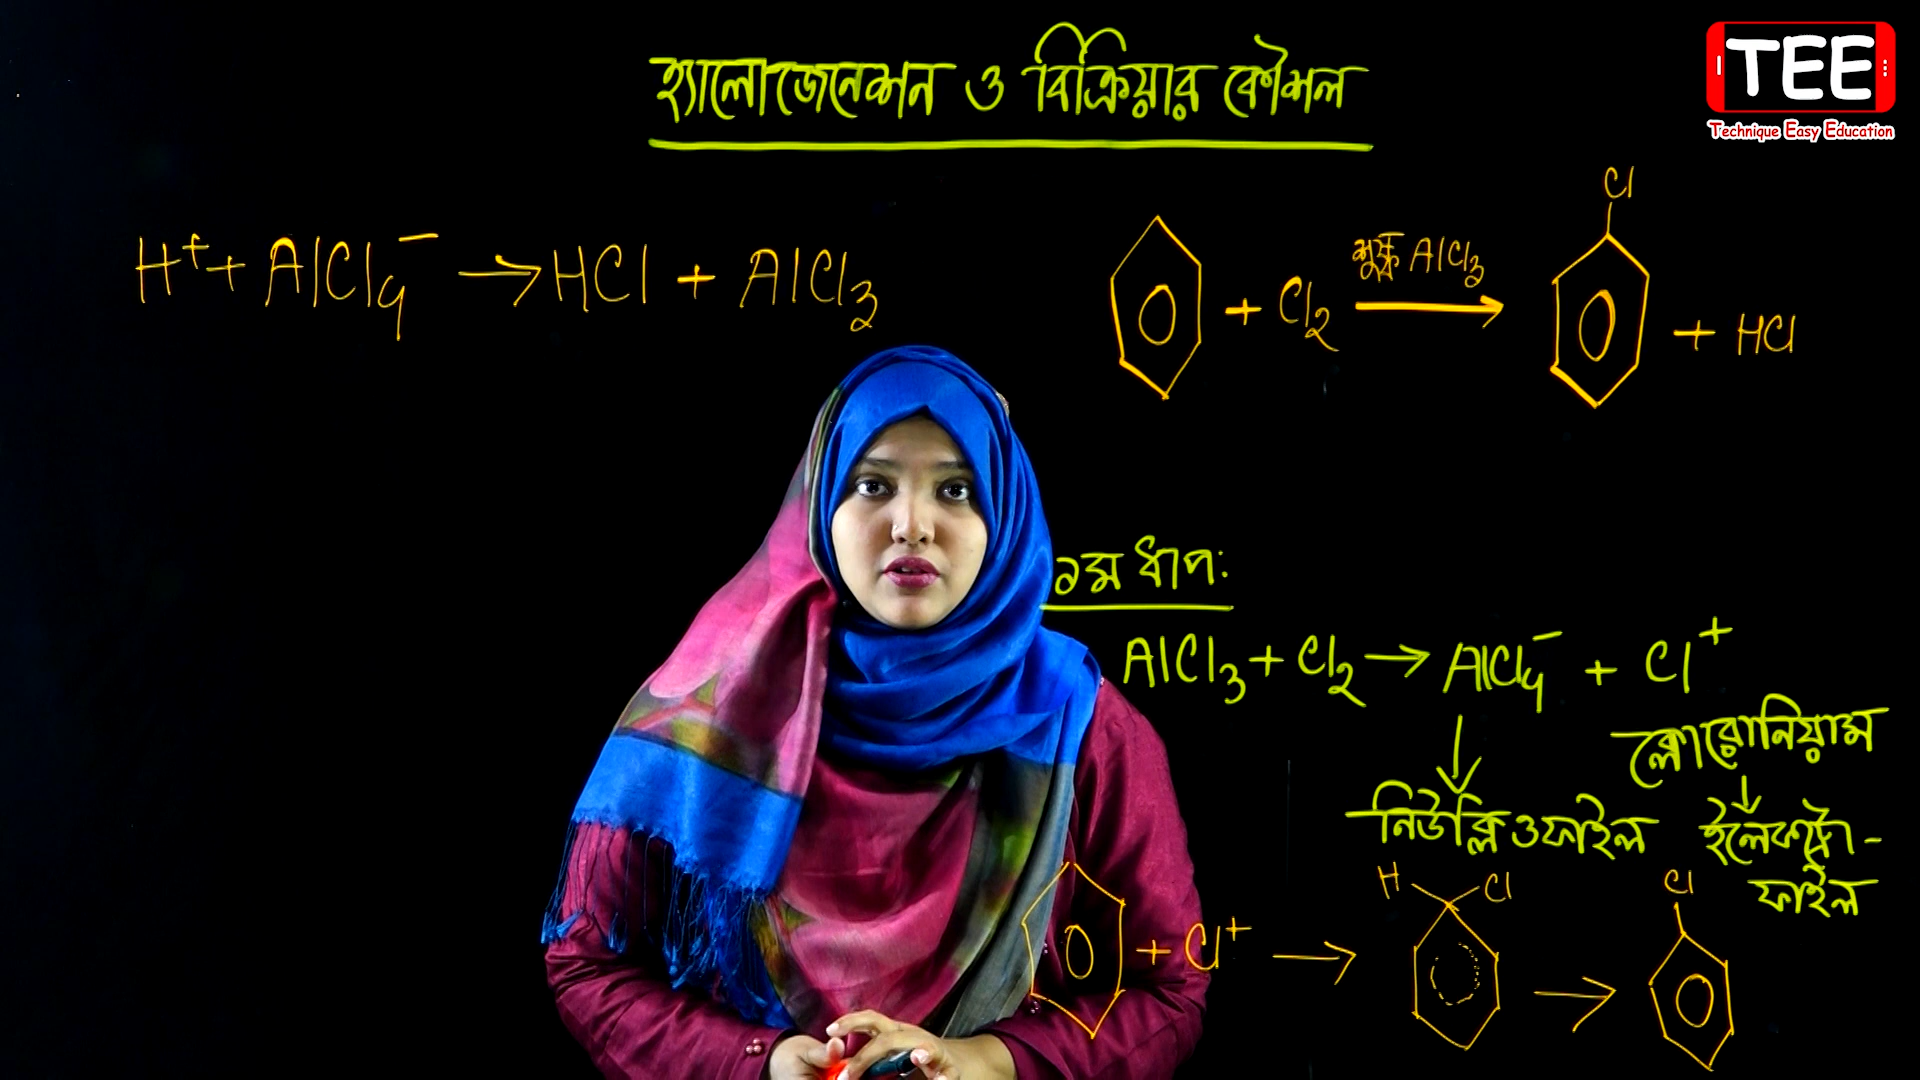 হ্যালোজেনেশন ও বিক্রিয়ার কৌশল
TEE
Technique Easy Education
H⁺ + AlCl₄⁻ → HCl + AlCl₃
+ Cl₂ শুষ্ক AlCl₃ → Cl + HCl
১ম ধাপ:
AlCl₃ + Cl₂ → AlCl₄⁻ + Cl⁺
ক্লোরোনিয়াম
নিউক্লিওফাইল ইলেকট্রো-
ফাইল
+ Cl⁺ → H Cl → Cl